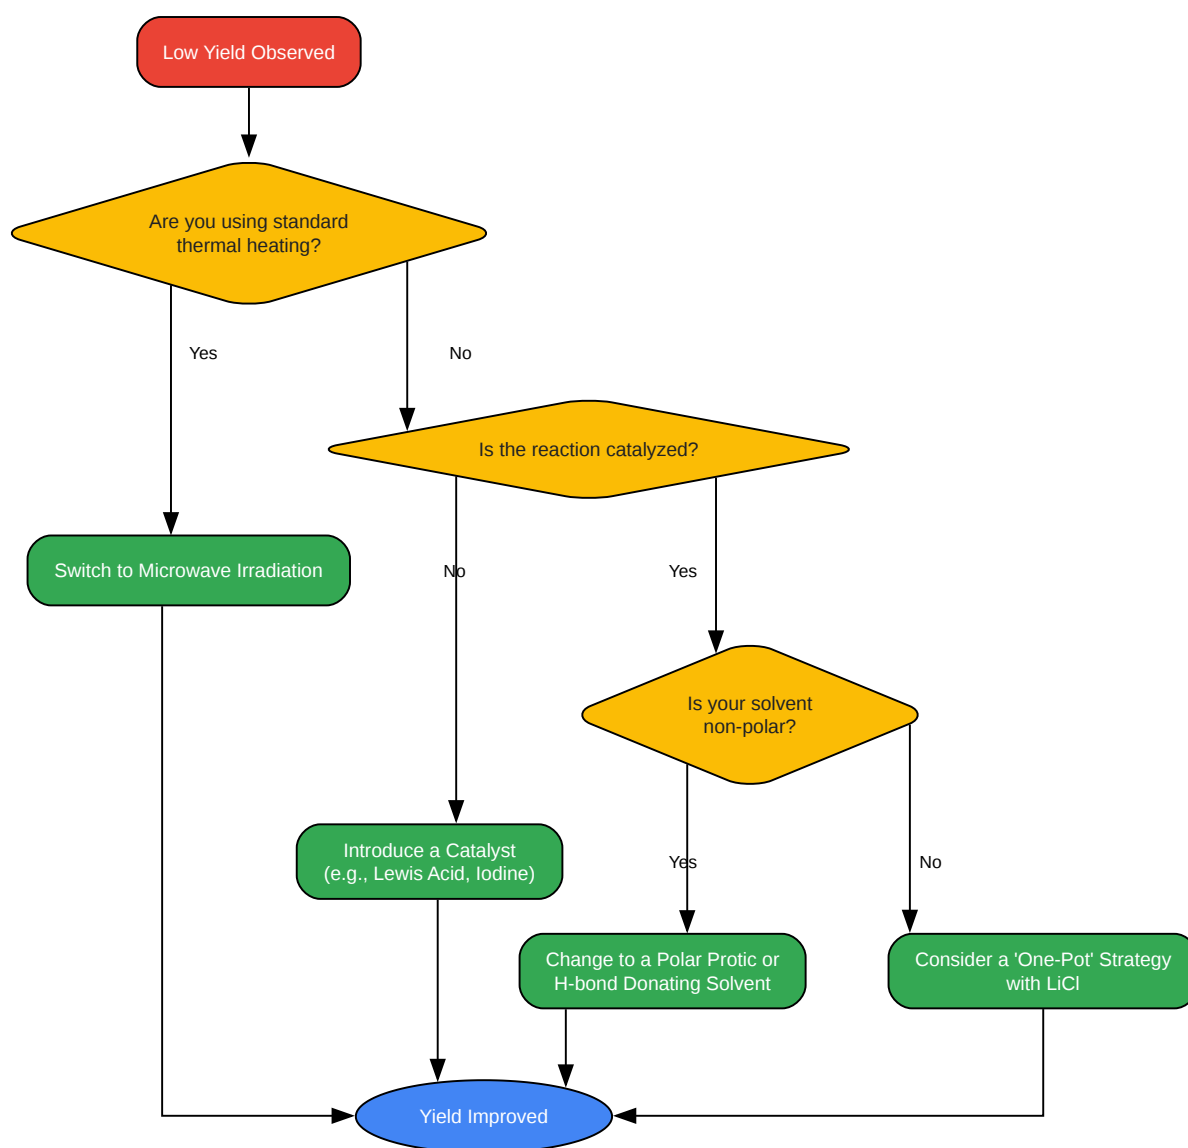 Low Yield Observed
Are you using standard
thermal heating?
Yes
No
Is the reaction catalyzed?
Switch to Microwave Irradiation
No
Yes
Is your solvent
non-polar?
Introduce a Catalyst
(e.g., Lewis Acid, Iodine)
Yes
No
Change to a Polar Protic or
H-bond Donating Solvent
Consider a 'One-Pot' Strategy
with LiCl
Yield Improved